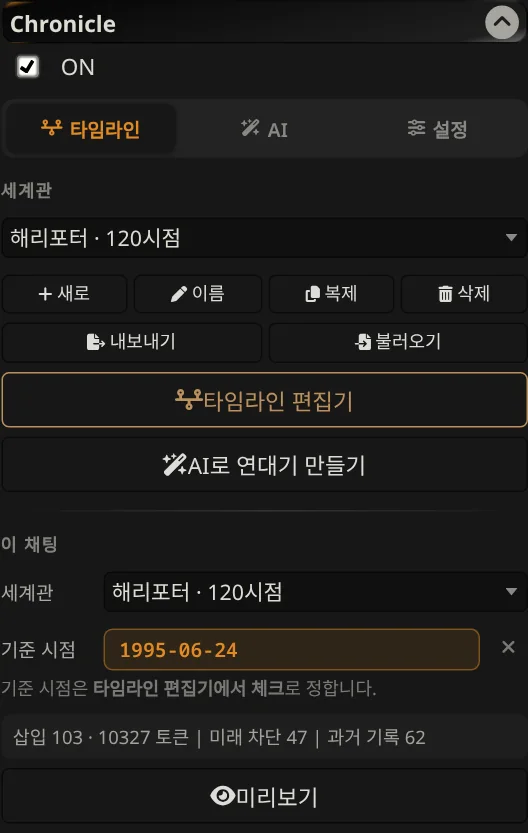 Chronicle
ON
타임라인 AI 설정
세계관
해리포터 · 120시점
새로 이름 복제 삭제
내보내기 불러오기
타임라인 편집기
AI로 연대기 만들기
이 채팅
세계관 해리포터 · 120시점
기준 시점 1995-06-24 ×
기준 시점은 타임라인 편집기에서 체크로 정합니다.
삽입 103 · 10327 토큰 | 미래 차단 47 | 과거 기록 62
미리보기